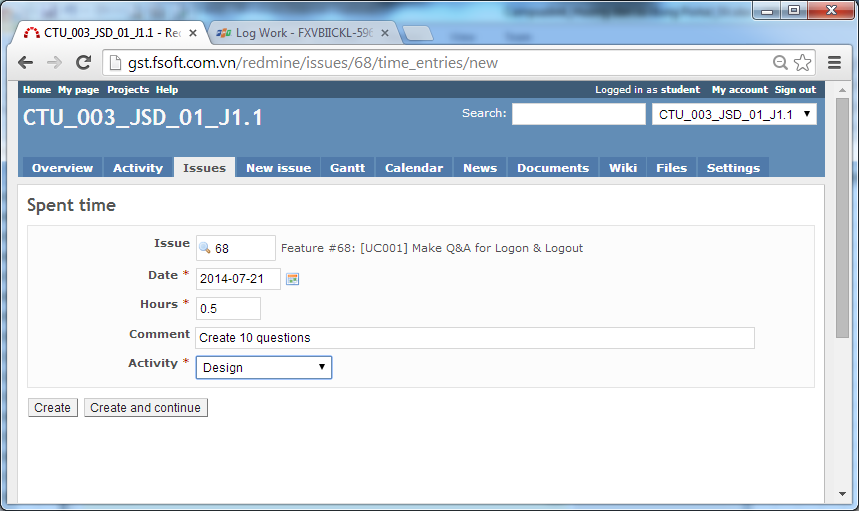 CTU_003_JSD_01_J1.1 - Re
Log Work - FXVBIICKL-596
gst.fsoft.com.vn/redmine/issues/68/time_entries/new
Home My page Projects Help Logged in as student My account Sign out
CTU_003_JSD_01_J1.1 Search: CTU_003_JSD_01_J1.1
Overview Activity Issues New issue Gantt Calendar News Documents Wiki Files Settings
Spent time
Issue 68 Feature #68: [UC001] Make Q&A for Logon & Logout
Date * 2014-07-21
Hours * 0.5
Comment Create 10 questions
Activity * Design
Create Create and continue